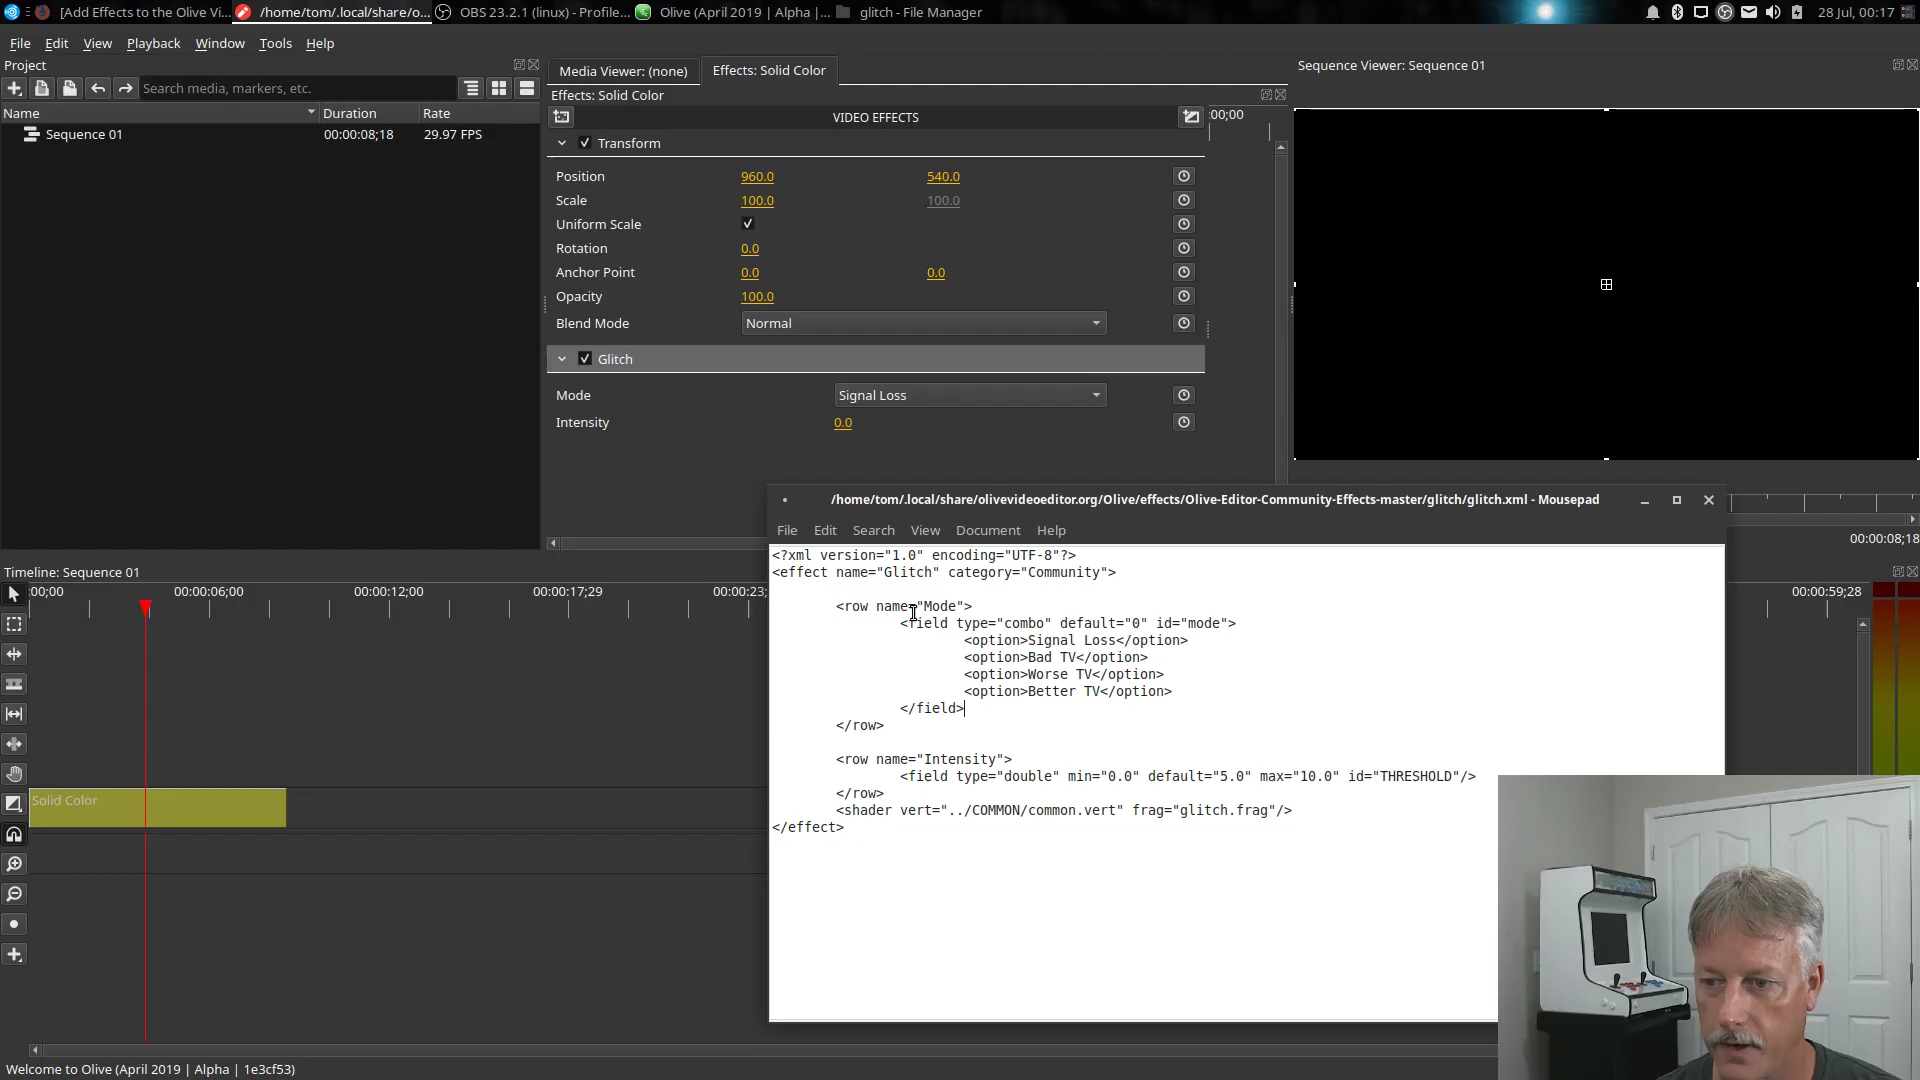 [Add Effects to the Olive Vi...
/home/tom/.local/share/o...
OBS 23.2.1 (linux) - Profile...
Olive (April 2019 | Alpha |...
glitch - File Manager
28 Jul, 00:17
File Edit View Playback Window Tools Help
Project
Search media, markers, etc.
Name Duration Rate
Sequence 01 00:00:08;18 29.97 FPS
Media Viewer: (none)
Effects: Solid Color
Effects: Solid Color
VIDEO EFFECTS
:00;00
Transform
Position 960.0 540.0
Scale 100.0 100.0
Uniform Scale
Rotation 0.0
Anchor Point 0.0 0.0
Opacity 100.0
Blend Mode Normal
Glitch
Mode Signal Loss
Intensity 0.0
Sequence Viewer: Sequence 01
00:00:08;18
/home/tom/.local/share/olivevideoeditor.org/Olive/effects/Olive-Editor-Community-Effects-master/glitch/glitch.xml - Mousepad
File Edit Search View Document Help
<?xml version="1.0" encoding="UTF-8"?>
<effect name="Glitch" category="Community">
<row name="Mode">
<field type="combo" default="0" id="mode">
<option>Signal Loss</option>
<option>Bad TV</option>
<option>Worse TV</option>
<option>Better TV</option>
</field>
</row>
<row name="Intensity">
<field type="double" min="0.0" default="5.0" max="10.0" id="THRESHOLD"/>
</row>
<shader vert="../COMMON/common.vert" frag="glitch.frag"/>
</effect>
Timeline: Sequence 01
:00;00 00:00:06;00 00:00:12;00 00:00:17;29 00:00:23; 00:00:59;28
Solid Color
Welcome to Olive (April 2019 | Alpha | 1e3cf53)